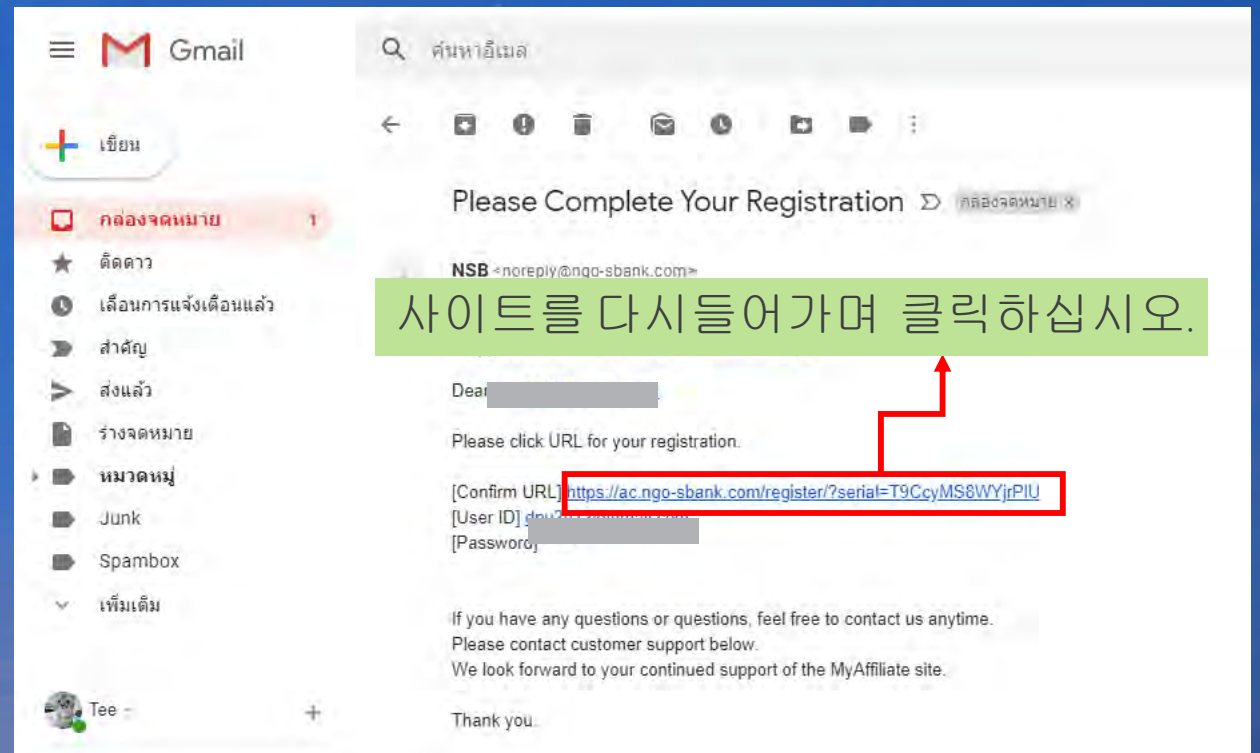 Gmail
ค้นหาอีเมล
เขียน
Please Complete Your Registration กล่องจดหมาย x
กล่องจดหมาย 1
NSB <noreply@ngo-sbank.com>
ติดดาว
เลื่อนการแจ้งเตือนแล้ว
사이트를 다시들어가며 클릭하십시오.
สำคัญ
ส่งแล้ว
Dear
ร่างจดหมาย
Please click URL for your registration.
หมวดหมู่
[Confirm URL] https://ac.ngo-sbank.com/register/?serial=T9CcyMS8WYjrPIU
Junk
[User ID]
[Password]
Spambox
เพิ่มเติม
If you have any questions or questions, feel free to contact us anytime.
Please contact customer support below.
We look forward to your continued support of the MyAffiliate site.
Tee -
Thank you.